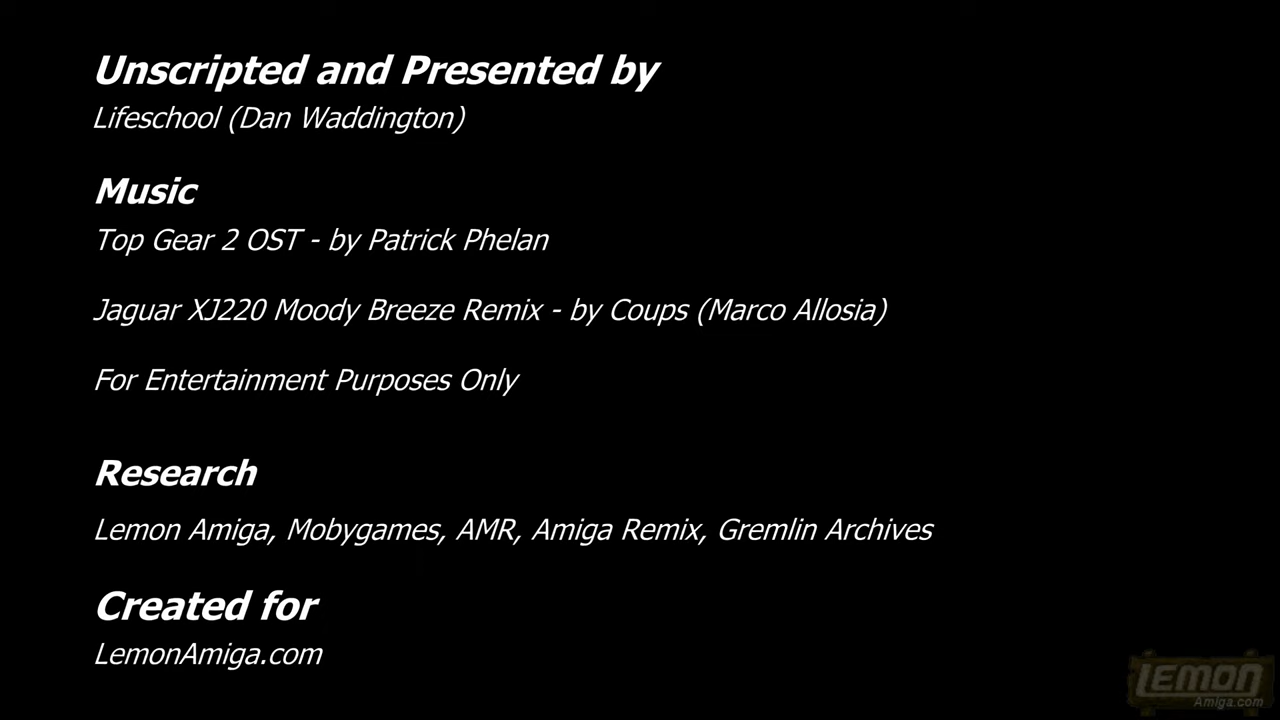 Unscripted and Presented by
Lifeschool (Dan Waddington)
Music
Top Gear 2 OST - by Patrick Phelan
Jaguar XJ220 Moody Breeze Remix - by Coups (Marco Allosia)
For Entertainment Purposes Only
Research
Lemon Amiga, Mobygames, AMR, Amiga Remix, Gremlin Archives
Created for
LemonAmiga.com
LEMON
Amiga.com